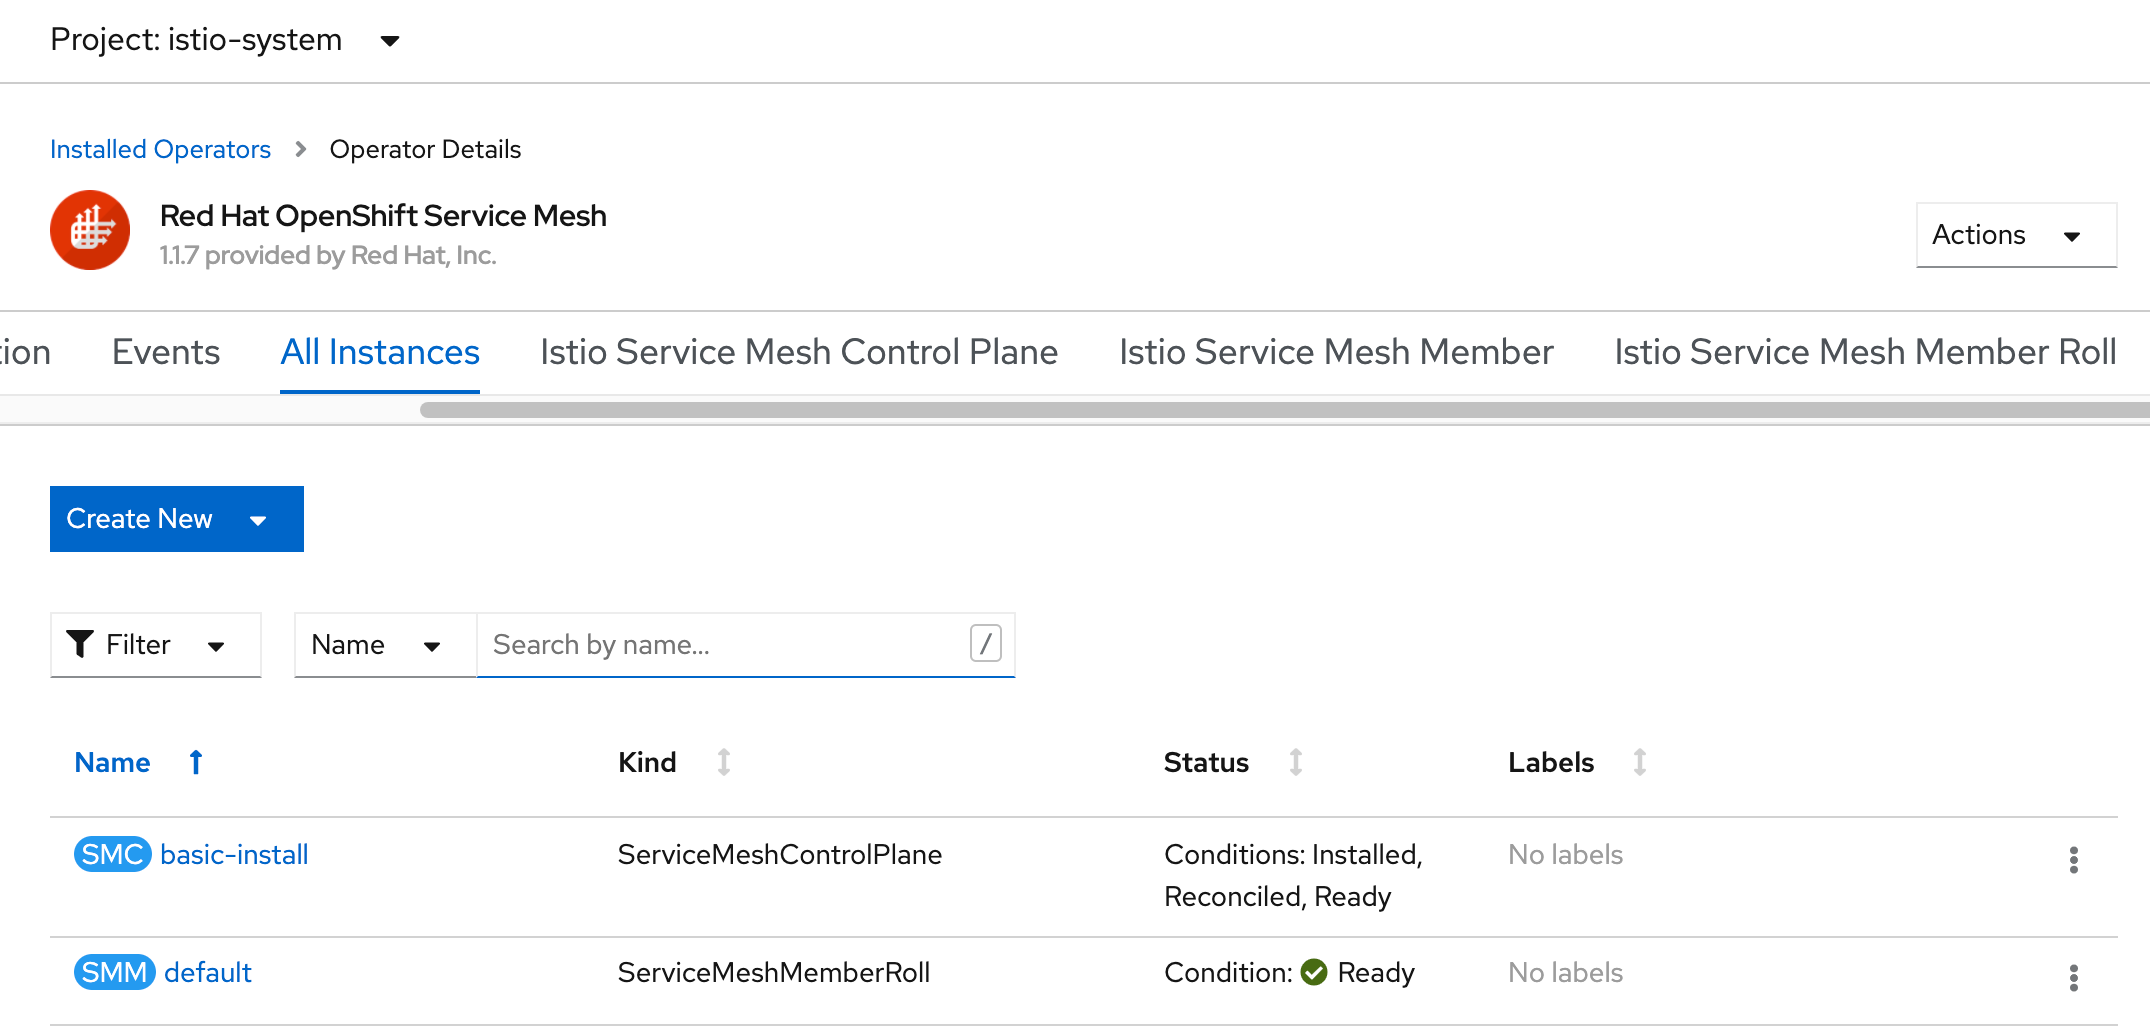 Project: istio-system
Installed Operators > Operator Details
Red Hat OpenShift Service Mesh
1.1.7 provided by Red Hat, Inc.
Actions
tion Events All Instances Istio Service Mesh Control Plane Istio Service Mesh Member Istio Service Mesh Member Roll
Create New
Filter Name Search by name... /
Name Kind Status Labels
SMC basic-install ServiceMeshControlPlane Conditions: Installed, No labels
Reconciled, Ready
SMM default ServiceMeshMemberRoll Condition: Ready No labels